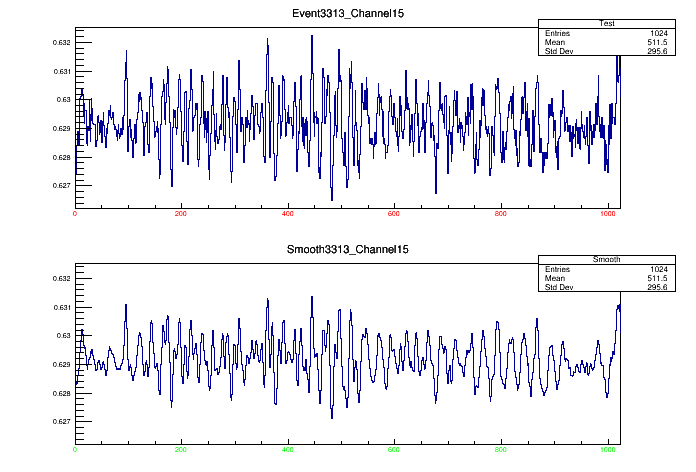 Event3313_Channel15
Test
Entries 1024
Mean 511.5
Std Dev 295.6
0.632
0.631
0.63
0.629
0.628
0.627
0 200 400 600 800 1000
Smooth3313_Channel15
Smooth
Entries 1024
Mean 511.5
Std Dev 295.6
0.632
0.631
0.63
0.629
0.628
0.627
0 200 400 600 800 1000